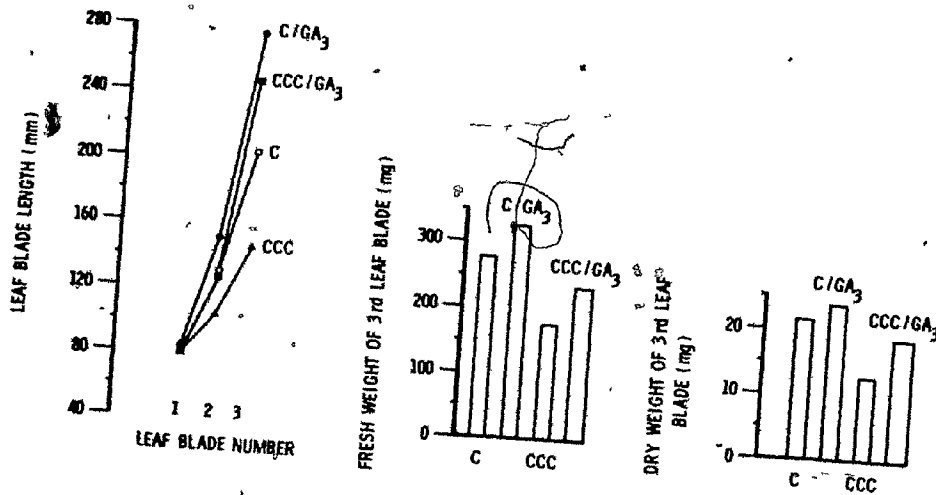 LEAF BLADE LENGTH (mm)
280
240
200
160
120
80
40
C/GA3
CCC/GA3
C
CCC
1 2 3
LEAF BLADE NUMBER
FRESH WEIGHT OF 3rd LEAF BLADE (mg)
300
200
100
0
C/GA3
CCC/GA3
C CCC
DRY WEIGHT OF 3rd LEAF
BLADE (mg)
20
10
0
C/GA3
CCC/GA3
C CCC